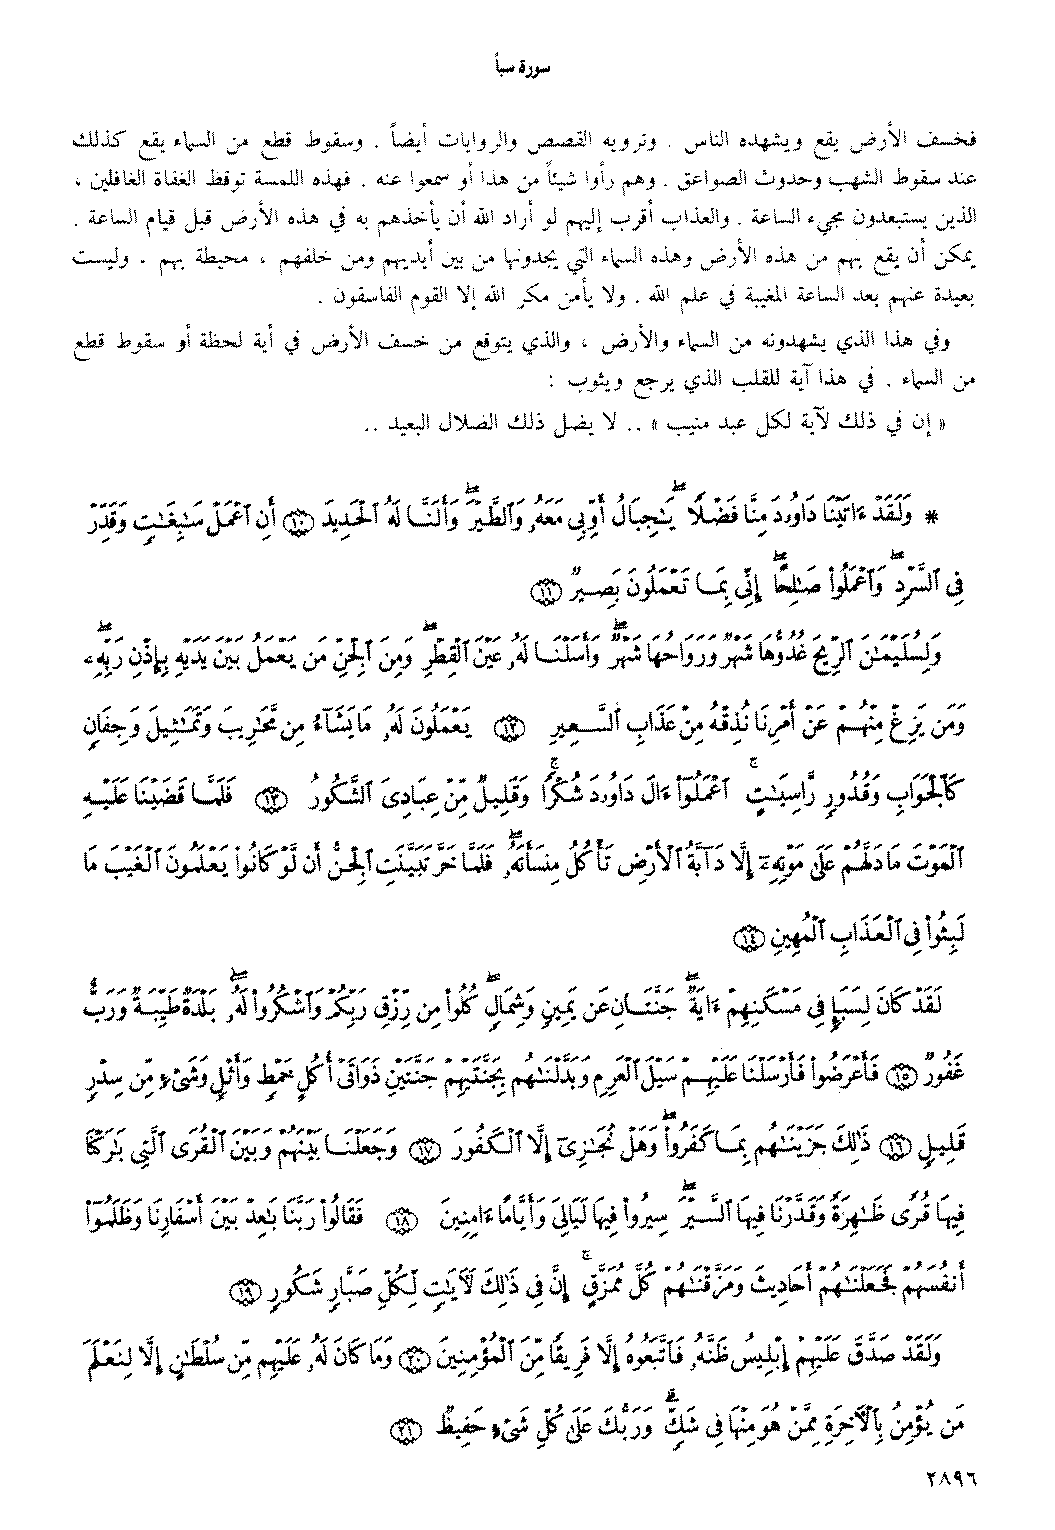 سورة سبأ
فخسف الأرض يقع ويشهده الناس . وترويه القصص والروايات أيضاً . وسقوط قطع من السماء يقع كذلك
عند سقوط الشهب وحدوث الصواعق . وهم رأوا شيئاً من هذا أو سمعوا عنه . فهذه اللمسة توقظ الغفاة الغافلين ،
الذين يستبعدون مجيء الساعة . والعذاب أقرب إليهم لو أراد الله أن يأخذهم به في هذه الأرض قبل قيام الساعة .
يمكن أن يقع بهم من هذه الأرض وهذه السماء التي يجدونها من بين أيديهم ومن خلفهم ، محيطة بهم . وليست
بعيدة عنهم بعد الساعة المغيبة في علم الله . ولا يأمن مكر الله إلا القوم الفاسقون .
وفي هذا الذي يشهدونه من السماء والأرض ، والذي يتوقع من خسف الأرض في أية لحظة أو سقوط قطع
من السماء . في هذا آية للقلب الذي يرجع ويثوب :
« إن في ذلك لآية لكل عبد منيب » .. لا يضل ذلك الضلال البعيد ..
* وَلَقَدْ ءَاتَيْنَا دَاوُۥدَ مِنَّا فَضْلًا ۖ يَٰجِبَالُ أَوِّبِى مَعَهُۥ وَٱلطَّيْرَ ۖ وَأَلَنَّا لَهُ ٱلْحَدِيدَ ﴿١٠﴾ أَنِ ٱعْمَلْ سَٰبِغَٰتٍ وَقَدِّرْ
فِى ٱلسَّرْدِ ۖ وَٱعْمَلُوا۟ صَٰلِحًا ۖ إِنِّى بِمَا تَعْمَلُونَ بَصِيرٌ ﴿١١﴾
وَلِسُلَيْمَٰنَ ٱلرِّيحَ غُدُوُّهَا شَهْرٌ وَرَوَاحُهَا شَهْرٌ ۖ وَأَسَلْنَا لَهُۥ عَيْنَ ٱلْقِطْرِ ۖ وَمِنَ ٱلْجِنِّ مَن يَعْمَلُ بَيْنَ يَدَيْهِ بِإِذْنِ رَبِّهِۦ ۖ
وَمَن يَزِغْ مِنْهُمْ عَنْ أَمْرِنَا نُذِقْهُ مِنْ عَذَابِ ٱلسَّعِيرِ ﴿١٢﴾ يَعْمَلُونَ لَهُۥ مَا يَشَآءُ مِن مَّحَٰرِيبَ وَتَمَٰثِيلَ وَجِفَانٍ
كَٱلْجَوَابِ وَقُدُورٍ رَّاسِيَٰتٍ ۚ ٱعْمَلُوٓا۟ ءَالَ دَاوُۥدَ شُكْرًا ۚ وَقَلِيلٌ مِّنْ عِبَادِىَ ٱلشَّكُورُ ﴿١٣﴾ فَلَمَّا قَضَيْنَا عَلَيْهِ
ٱلْمَوْتَ مَا دَلَّهُمْ عَلَىٰ مَوْتِهِۦٓ إِلَّا دَآبَّةُ ٱلْأَرْضِ تَأْكُلُ مِنسَأَتَهُۥ ۖ فَلَمَّا خَرَّ تَبَيَّنَتِ ٱلْجِنُّ أَن لَّوْ كَانُوا۟ يَعْلَمُونَ ٱلْغَيْبَ مَا
لَبِثُوا۟ فِى ٱلْعَذَابِ ٱلْمُهِينِ ﴿١٤﴾
لَقَدْ كَانَ لِسَبَإٍ فِى مَسْكَنِهِمْ ءَايَةٌ ۖ جَنَّتَانِ عَن يَمِينٍ وَشِمَالٍ ۖ كُلُوا۟ مِن رِّزْقِ رَبِّكُمْ وَٱشْكُرُوا۟ لَهُۥ ۖ بَلْدَةٌ طَيِّبَةٌ وَرَبٌّ
غَفُورٌ ﴿١٥﴾ فَأَعْرَضُوا۟ فَأَرْسَلْنَا عَلَيْهِمْ سَيْلَ ٱلْعَرِمِ وَبَدَّلْنَٰهُم بِجَنَّتَيْهِمْ جَنَّتَيْنِ ذَوَاتَىْ أُكُلٍ خَمْطٍ وَأَثْلٍ وَشَىْءٍ مِّن سِدْرٍ
قَلِيلٍ ﴿١٦﴾ ذَٰلِكَ جَزَيْنَٰهُم بِمَا كَفَرُوا۟ ۖ وَهَلْ نُجَٰزِىٓ إِلَّا ٱلْكَفُورَ ﴿١٧﴾ وَجَعَلْنَا بَيْنَهُمْ وَبَيْنَ ٱلْقُرَى ٱلَّتِى بَٰرَكْنَا
فِيهَا قُرًى ظَٰهِرَةً وَقَدَّرْنَا فِيهَا ٱلسَّيْرَ ۖ سِيرُوا۟ فِيهَا لَيَالِىَ وَأَيَّامًا ءَامِنِينَ ﴿١٨﴾ فَقَالُوا۟ رَبَّنَا بَٰعِدْ بَيْنَ أَسْفَارِنَا وَظَلَمُوٓا۟
أَنفُسَهُمْ فَجَعَلْنَٰهُمْ أَحَادِيثَ وَمَزَّقْنَٰهُمْ كُلَّ مُمَزَّقٍ ۚ إِنَّ فِى ذَٰلِكَ لَءَايَٰتٍ لِّكُلِّ صَبَّارٍ شَكُورٍ ﴿١٩﴾
وَلَقَدْ صَدَّقَ عَلَيْهِمْ إِبْلِيسُ ظَنَّهُۥ فَٱتَّبَعُوهُ إِلَّا فَرِيقًا مِّنَ ٱلْمُؤْمِنِينَ ﴿٢٠﴾ وَمَا كَانَ لَهُۥ عَلَيْهِم مِّن سُلْطَٰنٍ إِلَّا لِنَعْلَمَ
مَن يُؤْمِنُ بِٱلْءَاخِرَةِ مِمَّنْ هُوَ مِنْهَا فِى شَكٍّ ۗ وَرَبُّكَ عَلَىٰ كُلِّ شَىْءٍ حَفِيظٌ ﴿٢١﴾
٢٨٩٦